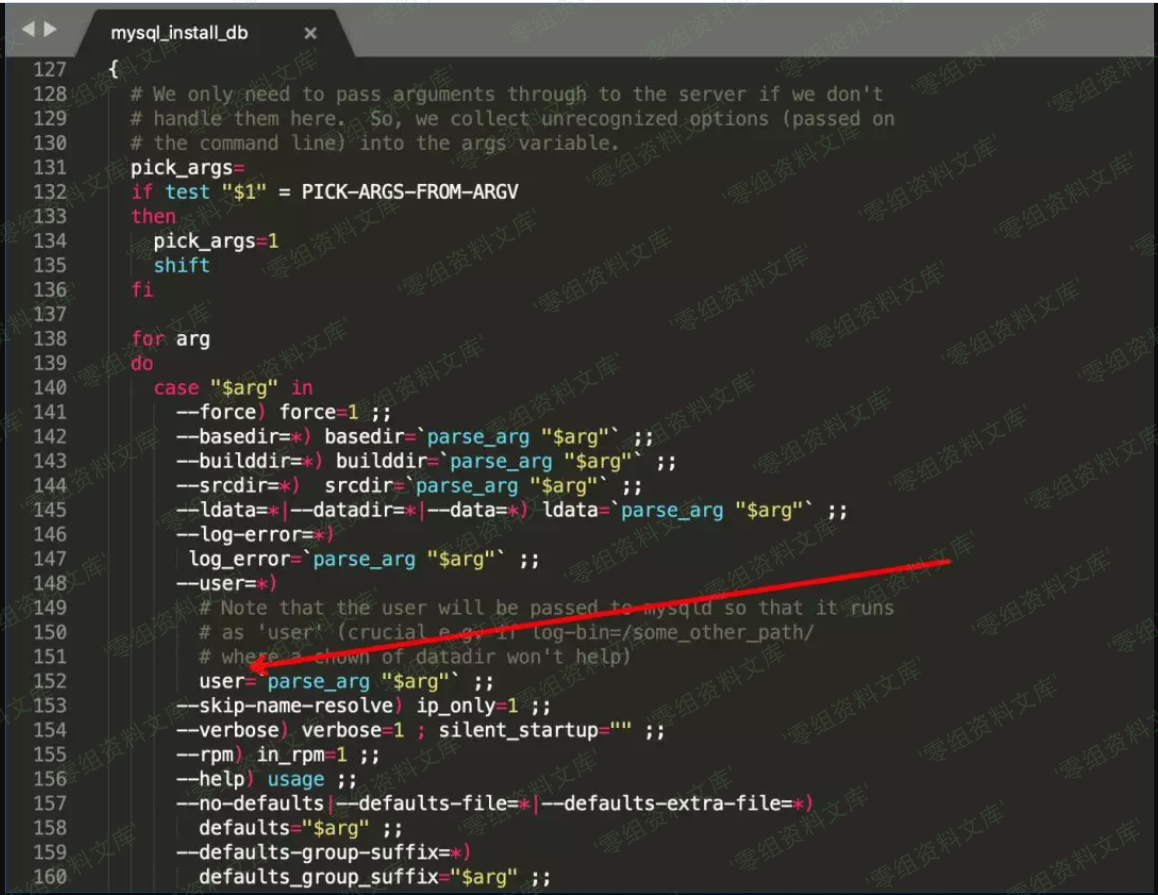 mysql_install_db ×
127 {
128 # We only need to pass arguments through to the server if we don't
129 # handle them here.  So, we collect unrecognized options (passed on
130 # the command line) into the args variable.
131 pick_args=
132 if test "$1" = PICK-ARGS-FROM-ARGV
133 then
134 pick_args=1
135 shift
136 fi
137
138 for arg
139 do
140 case "$arg" in
141 --force) force=1 ;;
142 --basedir=*) basedir=`parse_arg "$arg"` ;;
143 --builddir=*) builddir=`parse_arg "$arg"` ;;
144 --srcdir=*)  srcdir=`parse_arg "$arg"` ;;
145 --ldata=*|--datadir=*|--data=*) ldata=`parse_arg "$arg"` ;;
146 --log-error=*)
147 log_error=`parse_arg "$arg"` ;;
148 --user=*)
149 # Note that the user will be passed to mysqld so that it runs
150 # as 'user' (crucial e.g. if log-bin=/some_other_path/
151 # where a chown of datadir won't help)
152 user=`parse_arg "$arg"` ;;
153 --skip-name-resolve) ip_only=1 ;;
154 --verbose) verbose=1 ; silent_startup="" ;;
155 --rpm) in_rpm=1 ;;
156 --help) usage ;;
157 --no-defaults|--defaults-file=*|--defaults-extra-file=*)
158 defaults="$arg" ;;
159 --defaults-group-suffix=*)
160 defaults_group_suffix="$arg" ;;
零组资料文库